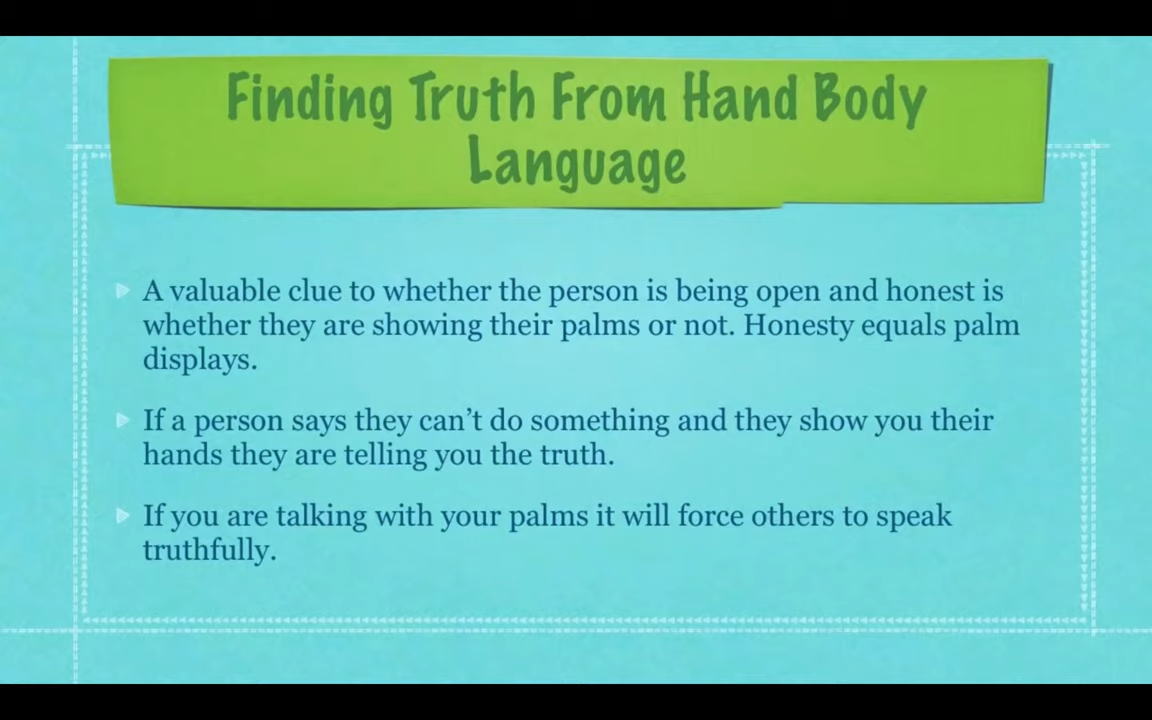 Finding Truth From Hand Body
Language
A valuable clue to whether the person is being open and honest is
whether they are showing their palms or not. Honesty equals palm
displays.
If a person says they can’t do something and they show you their
hands they are telling you the truth.
If you are talking with your palms it will force others to speak
truthfully.